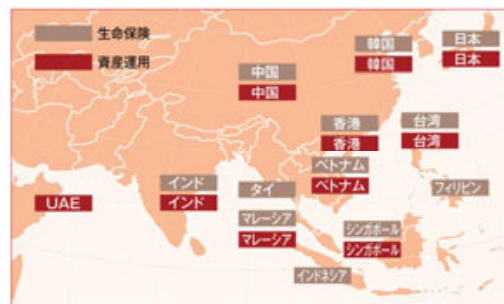 生命保険
資産運用
韓国
韓国
日本
日本
中国
中国
香港
香港
台湾
台湾
ベトナム
ベトナム
インド
インド
タイ
フィリピン
UAE
マレーシア
マレーシア
シンガポール
シンガポール
インドネシア